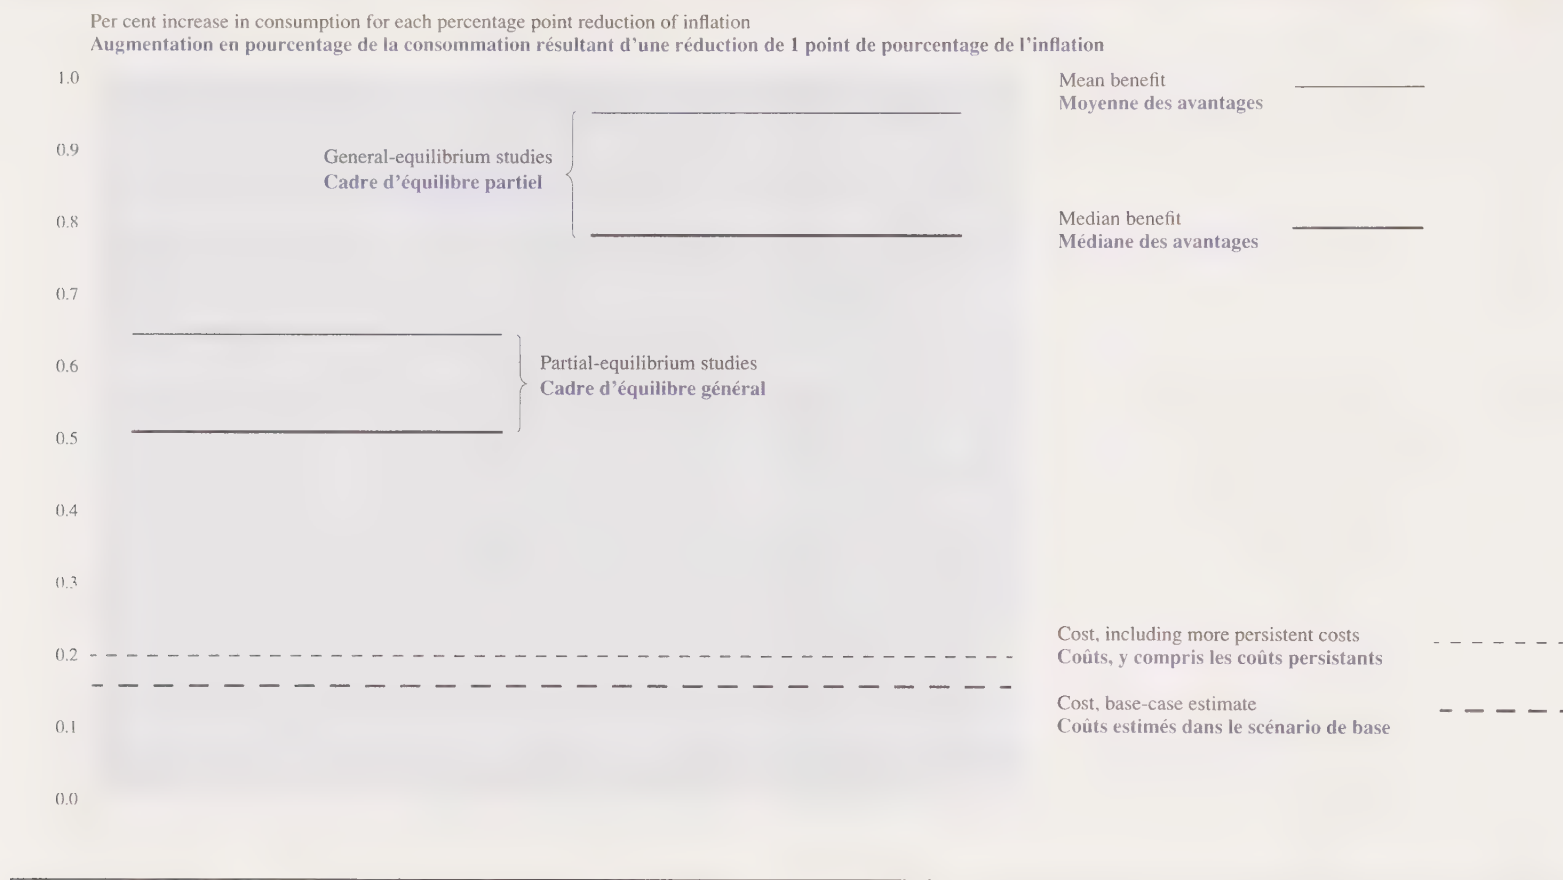 Per cent increase in consumption for each percentage point reduction of inflation
Augmentation en pourcentage de la consommation résultant d'une réduction de 1 point de pourcentage de l'inflation
1.0
0.9
0.8
0.7
0.6
0.5
0.4
0.3
0.2
0.1
0.0
General-equilibrium studies
Cadre d'équilibre partiel
Partial-equilibrium studies
Cadre d'équilibre général
Mean benefit
Moyenne des avantages
Median benefit
Médiane des avantages
Cost, including more persistent costs
Coûts, y compris les coûts persistants
Cost, base-case estimate
Coûts estimés dans le scénario de base